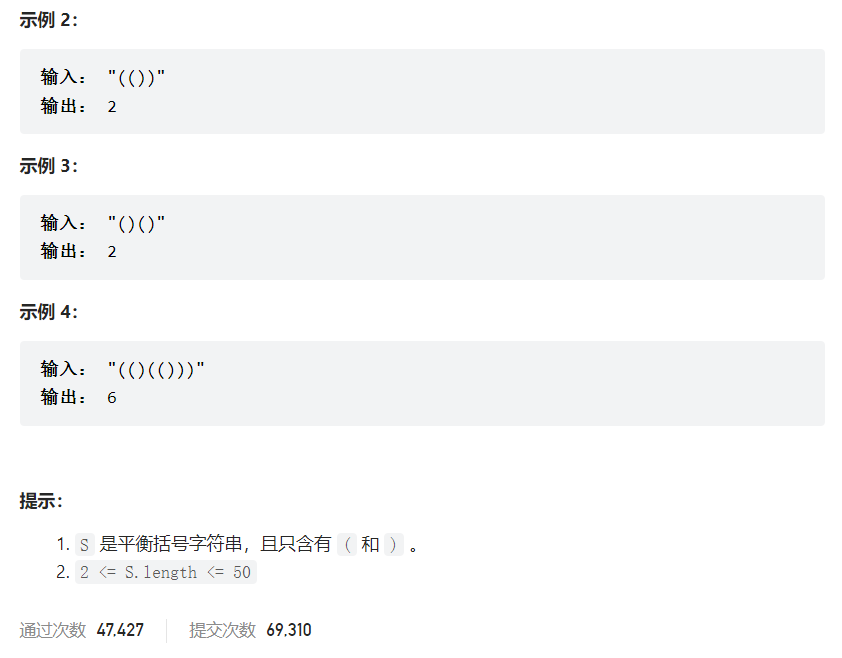 示例 2：
输入： "(())"
输出： 2
示例 3：
输入： "()()"
输出： 2
示例 4：
输入： "(()(()))"
输出： 6
提示：
1. S 是平衡括号字符串，且只含有 ( 和 ) 。
2. 2 <= S.length <= 50
通过次数 47,427 提交次数 69,310